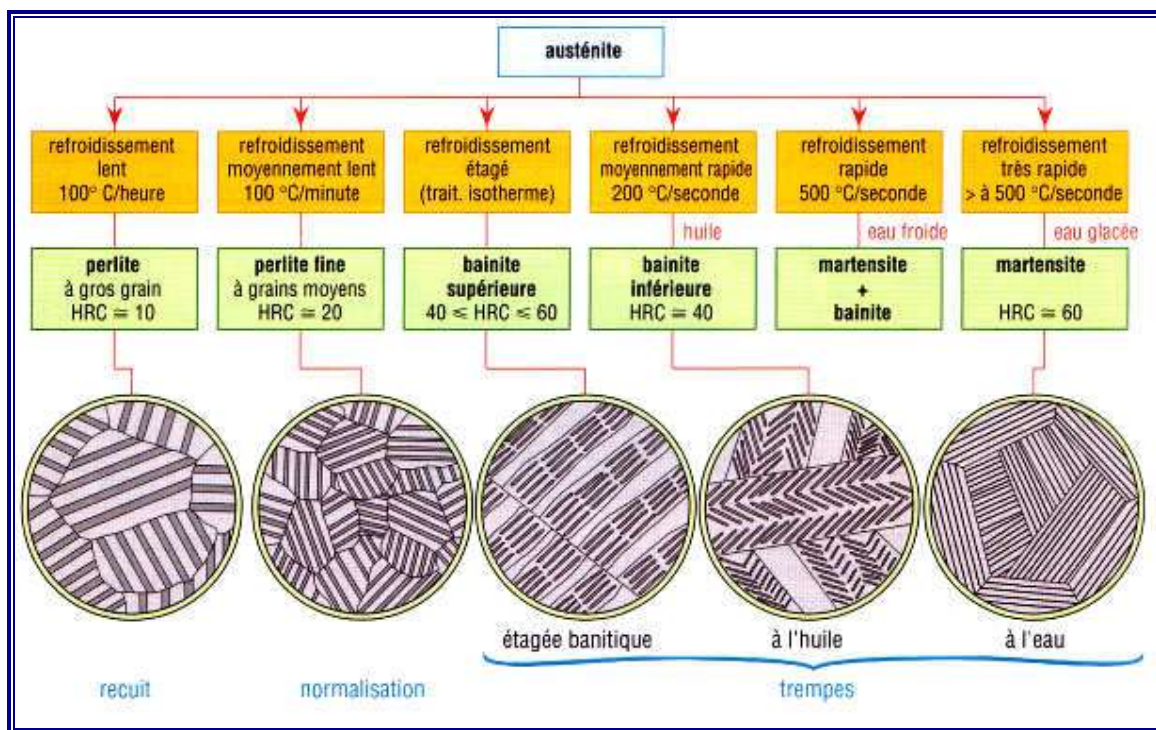 austénite
refroidissement
lent
100° C/heure
refroidissement
moyennement lent
100 °C/minute
refroidissement
étagé
(trait. isotherme)
refroidissement
moyennement rapide
200 °C/seconde
refroidissement
rapide
500 °C/seconde
refroidissement
très rapide
> à 500 °C/seconde
huile
eau froide
eau glacée
perlite
à gros grain
HRC ≃ 10
perlite fine
à grains moyens
HRC ≃ 20
bainite
supérieure
40 ⩽ HRC ⩽ 60
bainite
inférieure
HRC ≃ 40
martensite
+
bainite
martensite
HRC ≃ 60
étagée banitique
à l'huile
à l'eau
recuit
normalisation
trempes